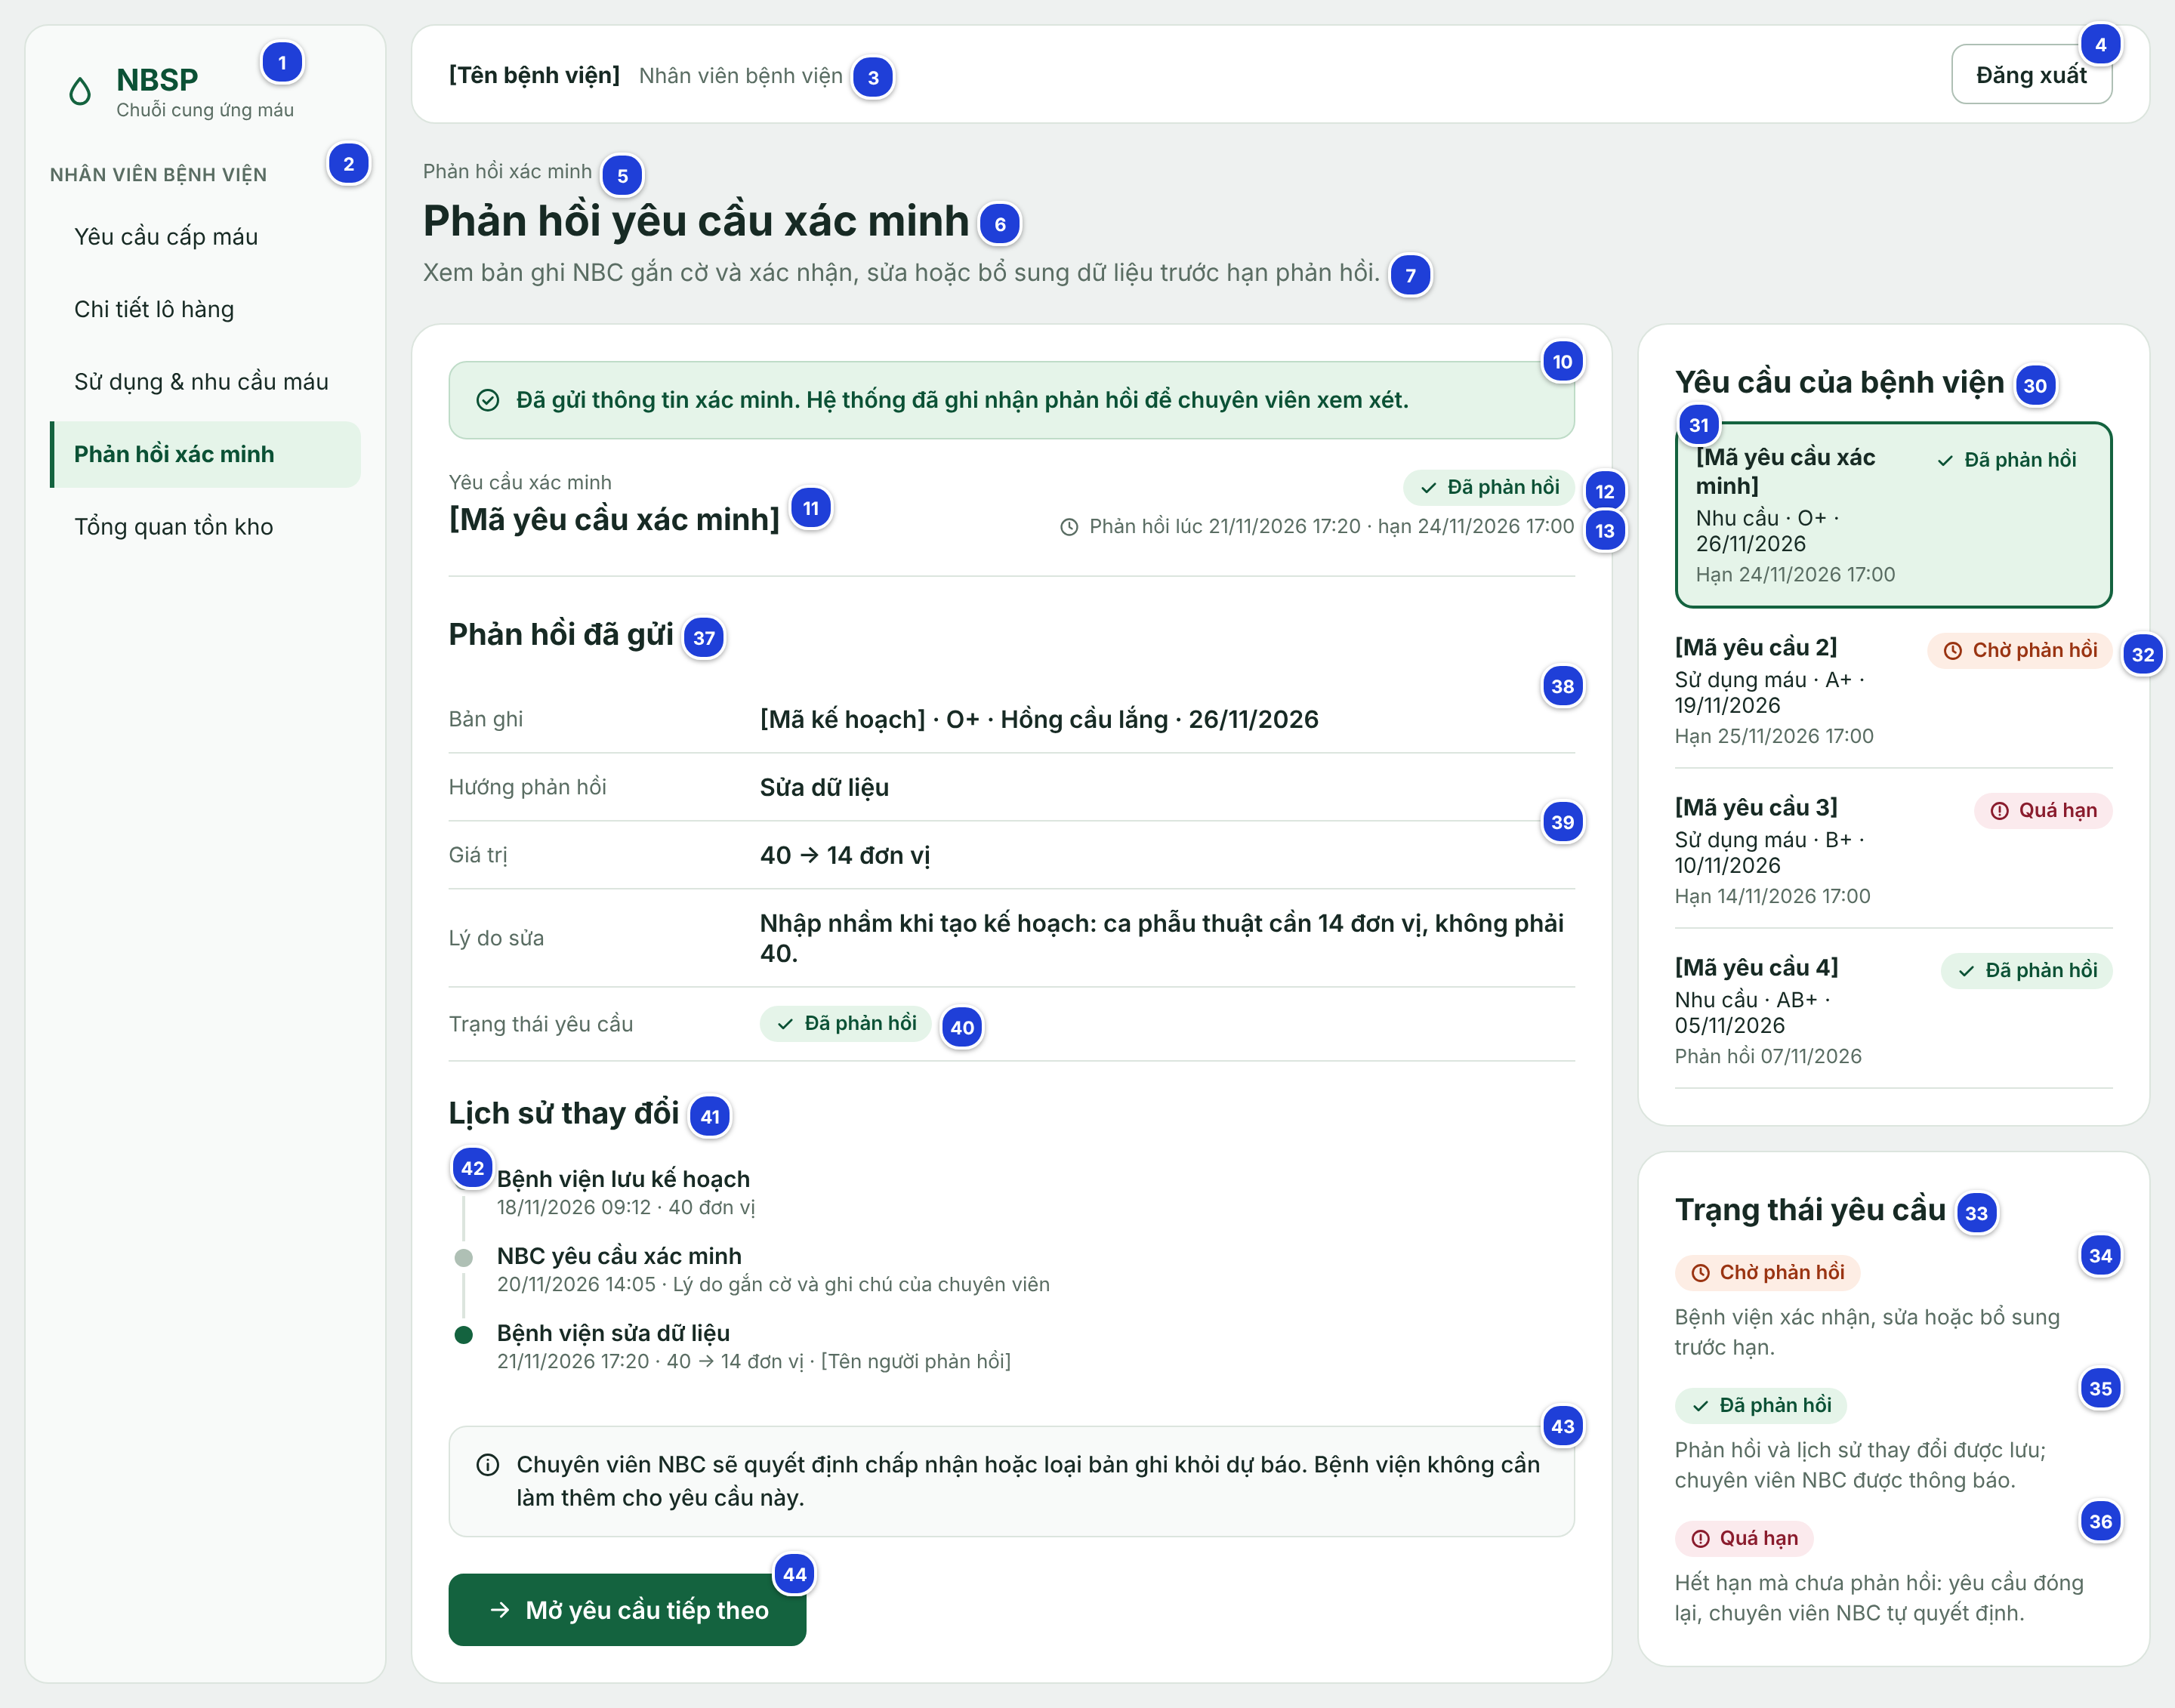 NBSP
1
Chuỗi cung ứng máu
NHÂN VIÊN BỆNH VIỆN
2
Yêu cầu cấp máu
Chi tiết lô hàng
Sử dụng & nhu cầu máu
Phản hồi xác minh
Tổng quan tồn kho
[Tên bệnh viện] Nhân viên bệnh viện 3
Đăng xuất
4
Phản hồi xác minh 5
Phản hồi yêu cầu xác minh 6
Xem bản ghi NBC gắn cờ và xác nhận, sửa hoặc bổ sung dữ liệu trước hạn phản hồi. 7
10
Đã gửi thông tin xác minh. Hệ thống đã ghi nhận phản hồi để chuyên viên xem xét.
Yêu cầu xác minh
[Mã yêu cầu xác minh] 11
Đã phản hồi 12
Phản hồi lúc 21/11/2026 17:20 · hạn 24/11/2026 17:00 13
Phản hồi đã gửi 37
38
Bản ghi [Mã kế hoạch] · O+ · Hồng cầu lắng · 26/11/2026
Hướng phản hồi Sửa dữ liệu
39
Giá trị 40 → 14 đơn vị
Lý do sửa Nhập nhầm khi tạo kế hoạch: ca phẫu thuật cần 14 đơn vị, không phải
40.
Trạng thái yêu cầu Đã phản hồi 40
Lịch sử thay đổi 41
42
Bệnh viện lưu kế hoạch
18/11/2026 09:12 · 40 đơn vị
NBC yêu cầu xác minh
20/11/2026 14:05 · Lý do gắn cờ và ghi chú của chuyên viên
Bệnh viện sửa dữ liệu
21/11/2026 17:20 · 40 → 14 đơn vị · [Tên người phản hồi]
43
Chuyên viên NBC sẽ quyết định chấp nhận hoặc loại bản ghi khỏi dự báo. Bệnh viện không cần
làm thêm cho yêu cầu này.
44
→ Mở yêu cầu tiếp theo
Yêu cầu của bệnh viện 30
31
[Mã yêu cầu xác
minh]
Đã phản hồi
Nhu cầu · O+ ·
26/11/2026
Hạn 24/11/2026 17:00
[Mã yêu cầu 2]
Chờ phản hồi 32
Sử dụng máu · A+ ·
19/11/2026
Hạn 25/11/2026 17:00
[Mã yêu cầu 3]
Quá hạn
Sử dụng máu · B+ ·
10/11/2026
Hạn 14/11/2026 17:00
[Mã yêu cầu 4]
Đã phản hồi
Nhu cầu · AB+ ·
05/11/2026
Phản hồi 07/11/2026
Trạng thái yêu cầu 33
34
Chờ phản hồi
Bệnh viện xác nhận, sửa hoặc bổ sung
trước hạn.
35
Đã phản hồi
Phản hồi và lịch sử thay đổi được lưu;
chuyên viên NBC được thông báo.
36
Quá hạn
Hết hạn mà chưa phản hồi: yêu cầu đóng
lại, chuyên viên NBC tự quyết định.